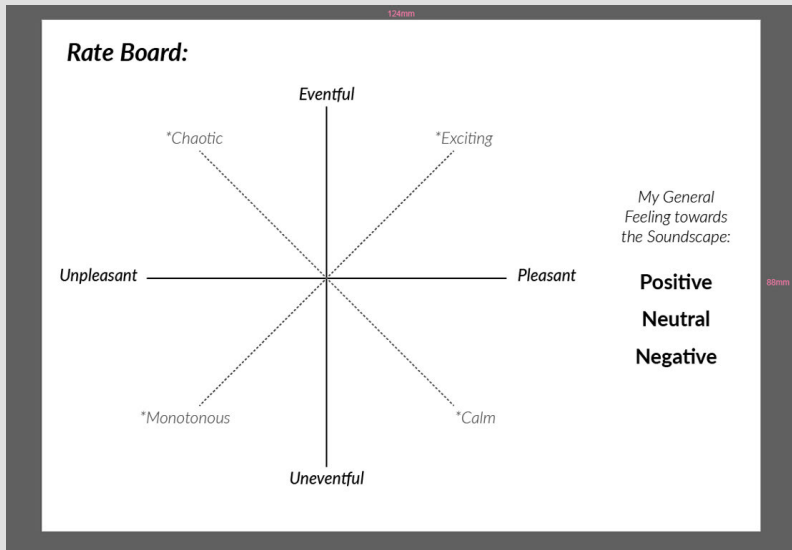 124mm
Rate Board:
Eventful
*Chaotic
*Exciting
My General
Feeling towards
the Soundscape:
Unpleasant
Pleasant
Positive
88mm
Neutral
Negative
*Monotonous
*Calm
Uneventful